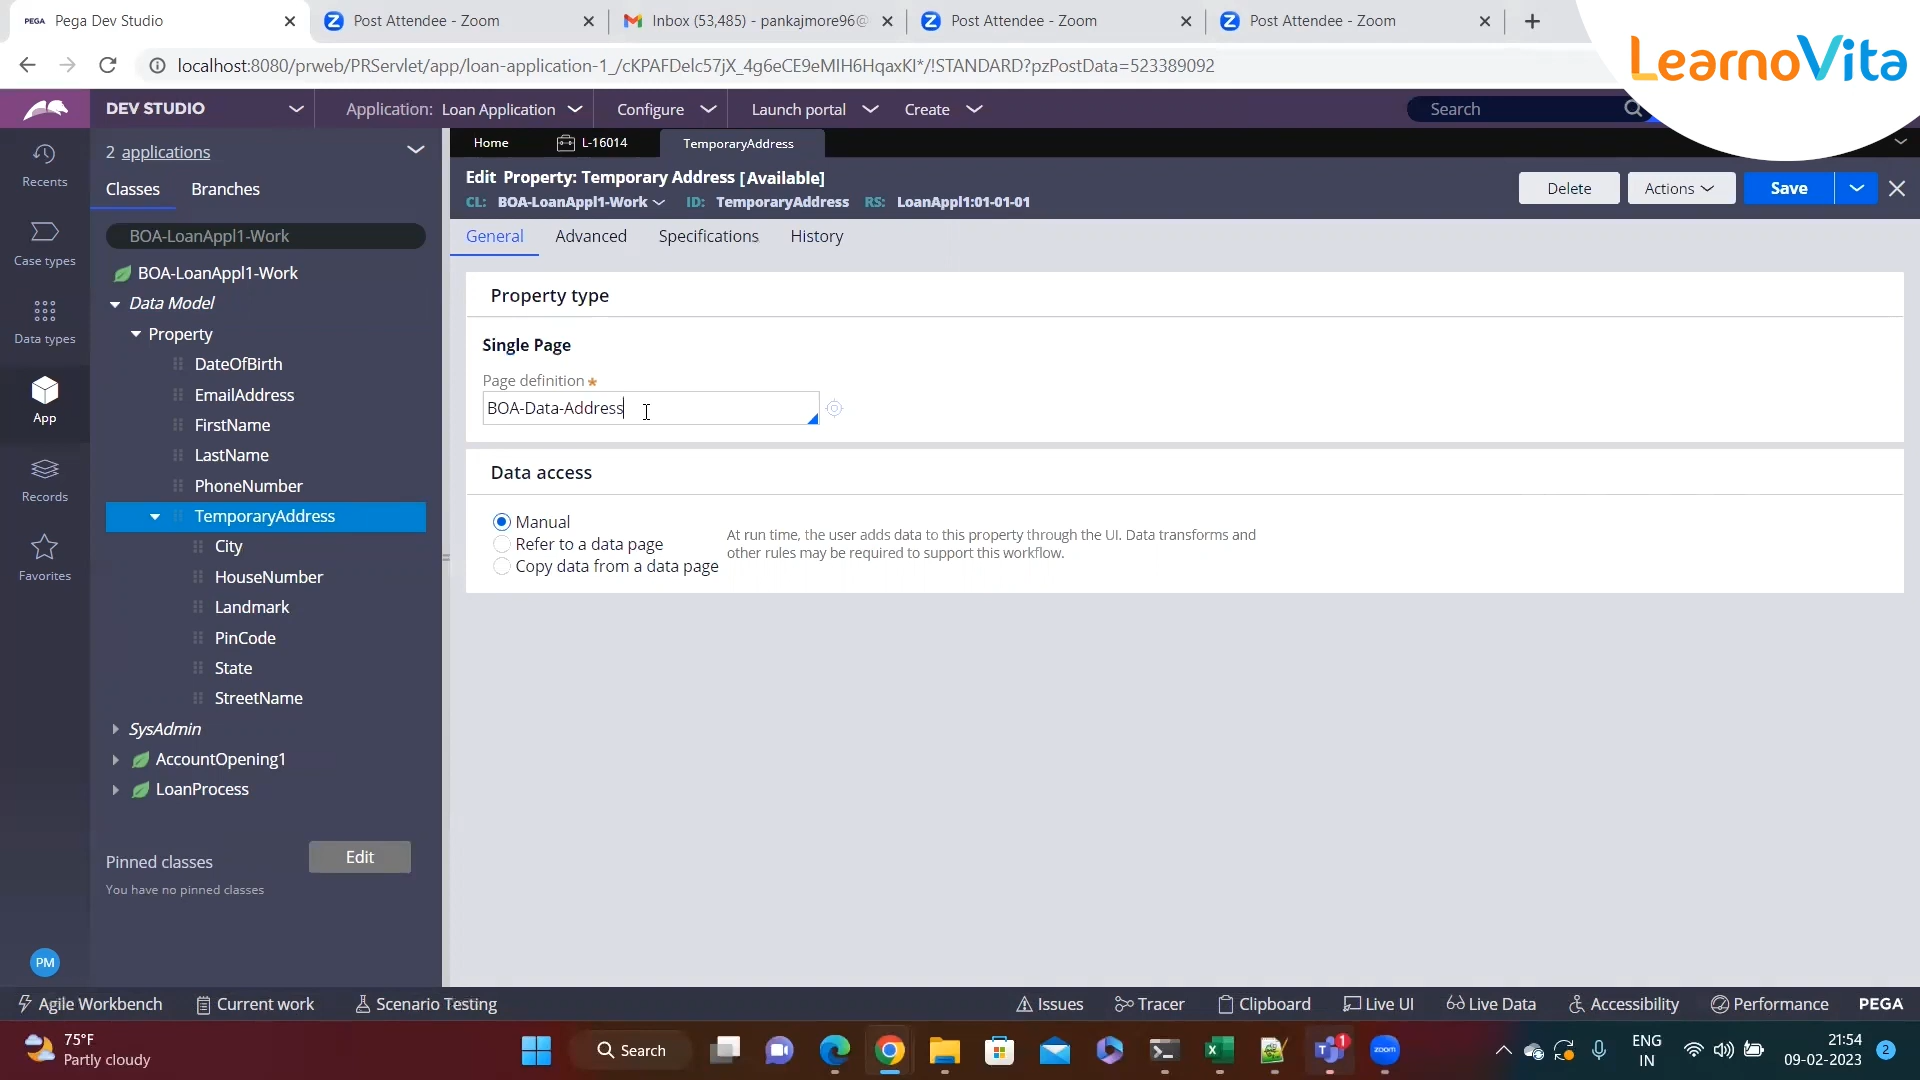 PEGA Pega Dev Studio
Post Attendee - Zoom
Inbox (53,485) - pankajmore96@
Post Attendee - Zoom
Post Attendee - Zoom
localhost:8080/prweb/PRServlet/app/loan-application-1_/cKPAFDelc57jX_4g6eCE9eMIH6HqaxKI*/!STANDARD?pzPostData=523389092
LearnoVita
DEV STUDIO
Application: Loan Application
Configure
Launch portal
Create
Search
Recents
Case types
Data types
App
Records
Favorites
PM
2 applications
Classes
Branches
BOA-LoanAppl1-Work
BOA-LoanAppl1-Work
Data Model
Property
DateOfBirth
EmailAddress
FirstName
LastName
PhoneNumber
TemporaryAddress
City
HouseNumber
Landmark
PinCode
State
StreetName
SysAdmin
AccountOpening1
LoanProcess
Pinned classes
Edit
You have no pinned classes
Home
L-16014
TemporaryAddress
Edit Property: Temporary Address [Available]
CL: BOA-LoanAppl1-Work ID: TemporaryAddress RS: LoanAppl1:01-01-01
Delete
Actions
Save
General
Advanced
Specifications
History
Property type
Single Page
Page definition *
BOA-Data-Address
Data access
Manual
Refer to a data page
Copy data from a data page
At run time, the user adds data to this property through the UI. Data transforms and
other rules may be required to support this workflow.
Agile Workbench
Current work
Scenario Testing
Issues
Tracer
Clipboard
Live UI
Live Data
Accessibility
Performance
PEGA
75°F
Partly cloudy
Search
1
zoom
ENG
IN
21:54
09-02-2023
2